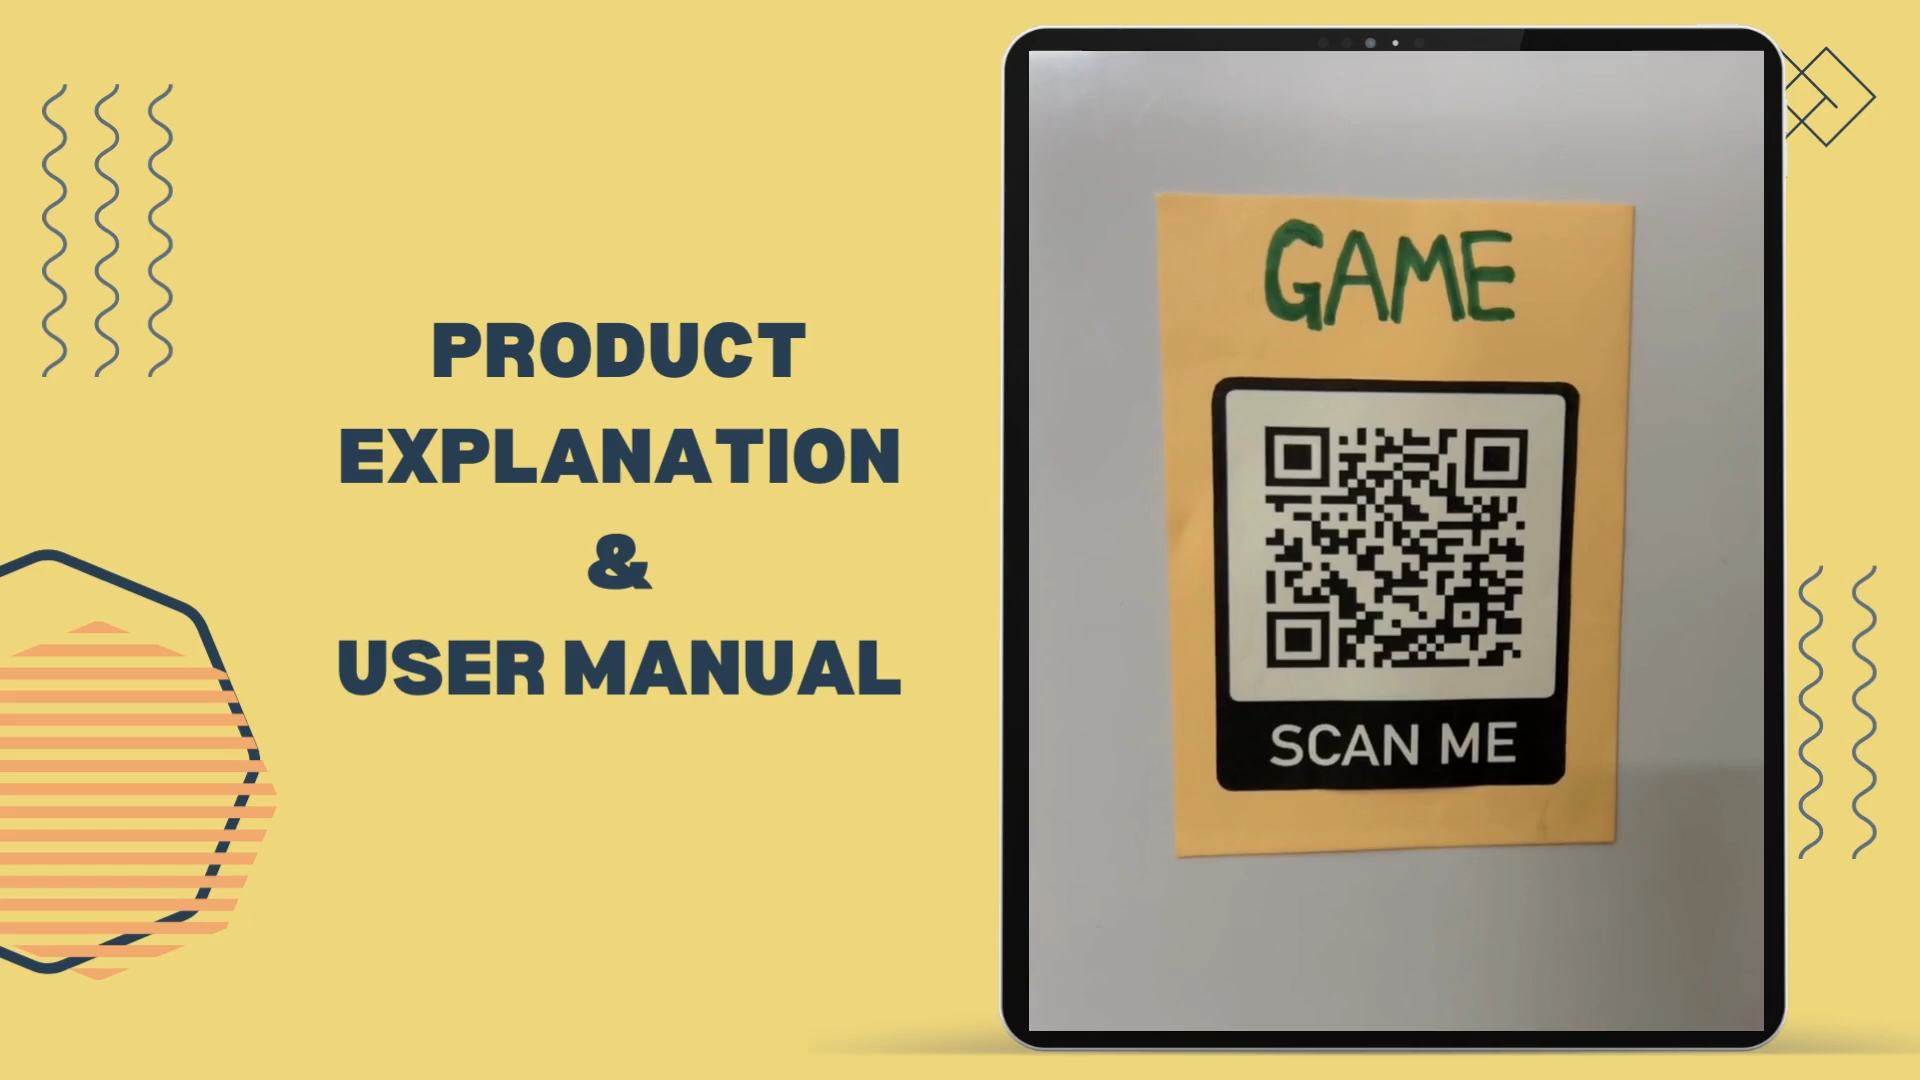 PRODUCT
EXPLANATION
&
USER MANUAL
GAME
SCAN ME